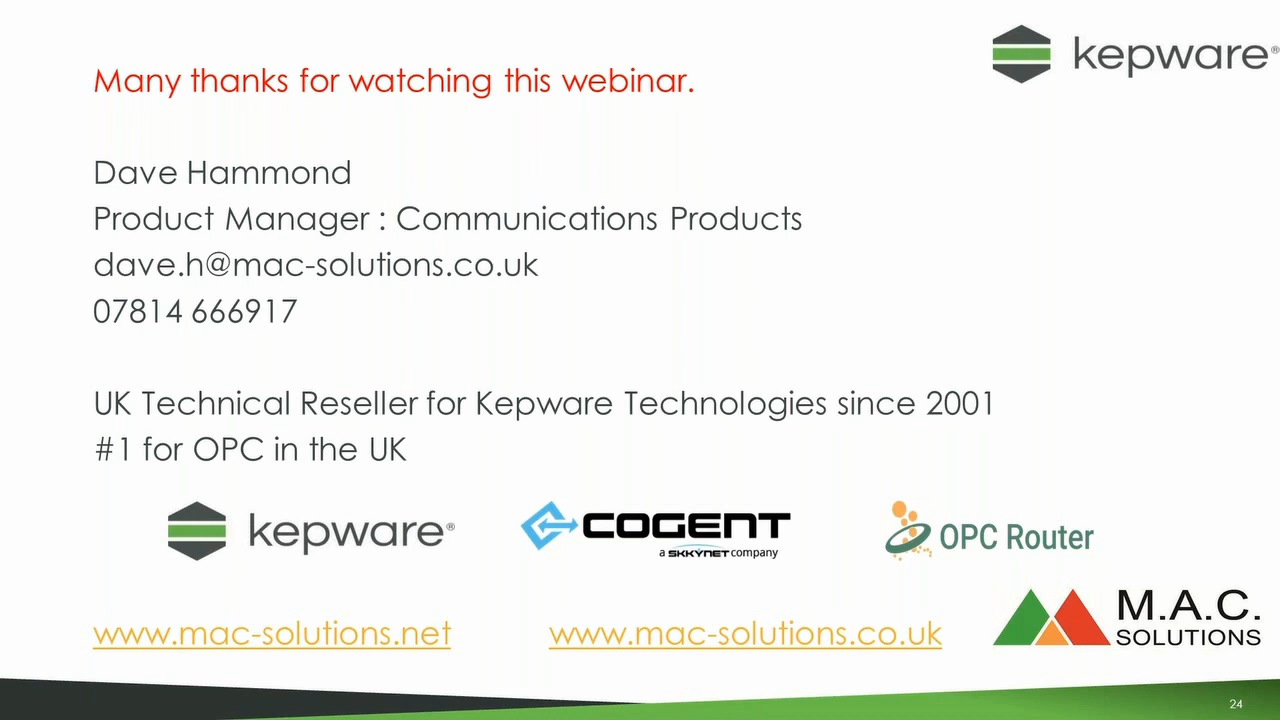 kepware®
Many thanks for watching this webinar.
Dave Hammond
Product Manager : Communications Products
dave.h@mac-solutions.co.uk
07814 666917
UK Technical Reseller for Kepware Technologies since 2001
#1 for OPC in the UK
kepware®
COGENT
a SKKYNET company
OPC Router
www.mac-solutions.net
www.mac-solutions.co.uk
M.A.C.
SOLUTIONS
24